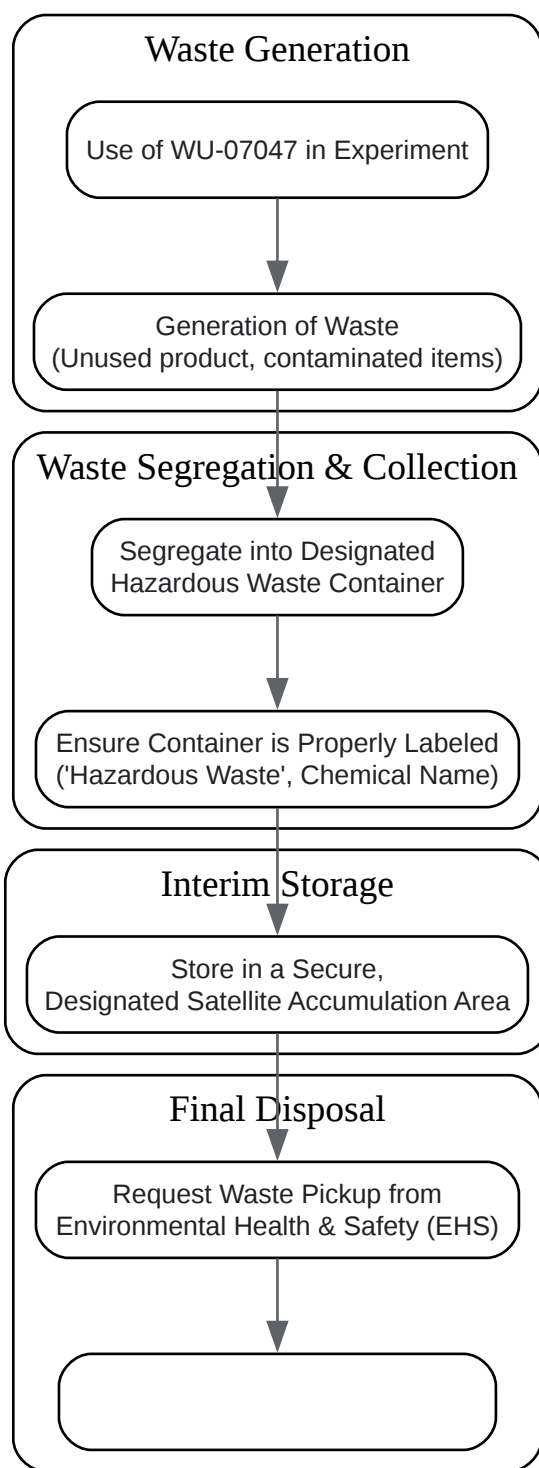 Waste Generation
Use of WU-07047 in Experiment
Generation of Waste
(Unused product, contaminated items)
Waste Segregation & Collection
Segregate into Designated
Hazardous Waste Container
Ensure Container is Properly Labeled
('Hazardous Waste', Chemical Name)
Interim Storage
Store in a Secure,
Designated Satellite Accumulation Area
Final Disposal
Request Waste Pickup from
Environmental Health & Safety (EHS)